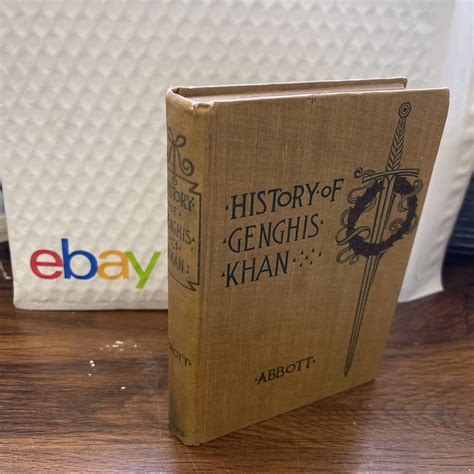 ebay
HISTORY
OF
GENGHIS
KHAN
ABBOTT
·HISTORY·OF
GENGHIS
KHAN
·ABBOTT·